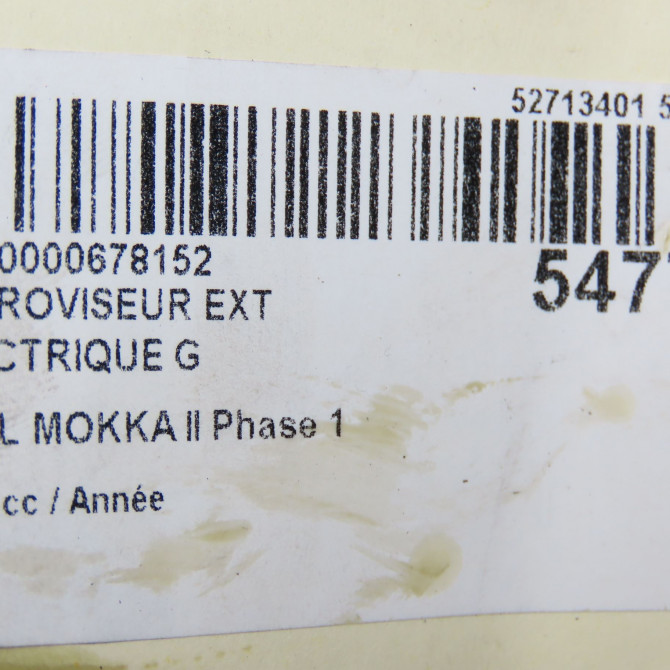 52713401 5
0000678152
547
ROVISEUR EXT
CTRIQUE G
L MOKKA II Phase 1
cc / Année